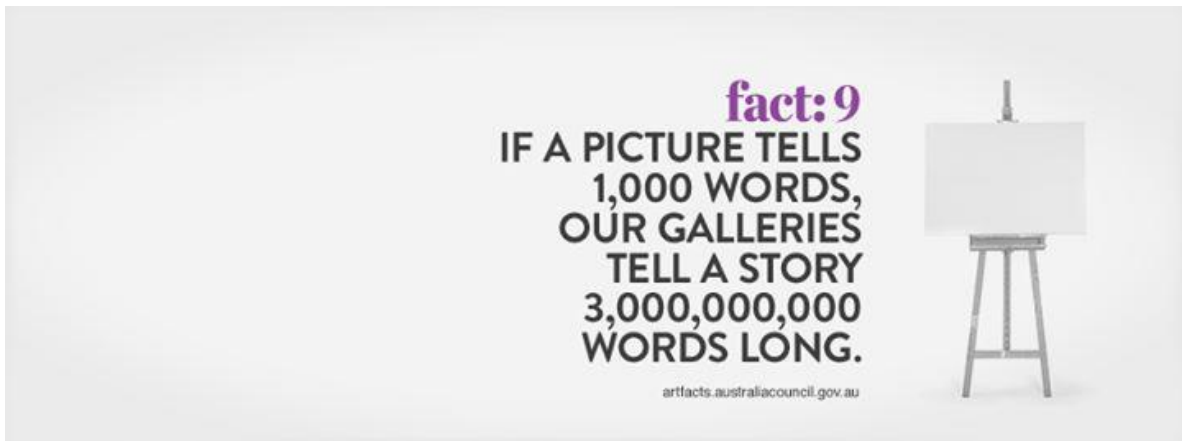 fact: 9
IF A PICTURE TELLS
1,000 WORDS,
OUR GALLERIES
TELL A STORY
3,000,000,000
WORDS LONG.
artfacts.australiacouncil.gov.au